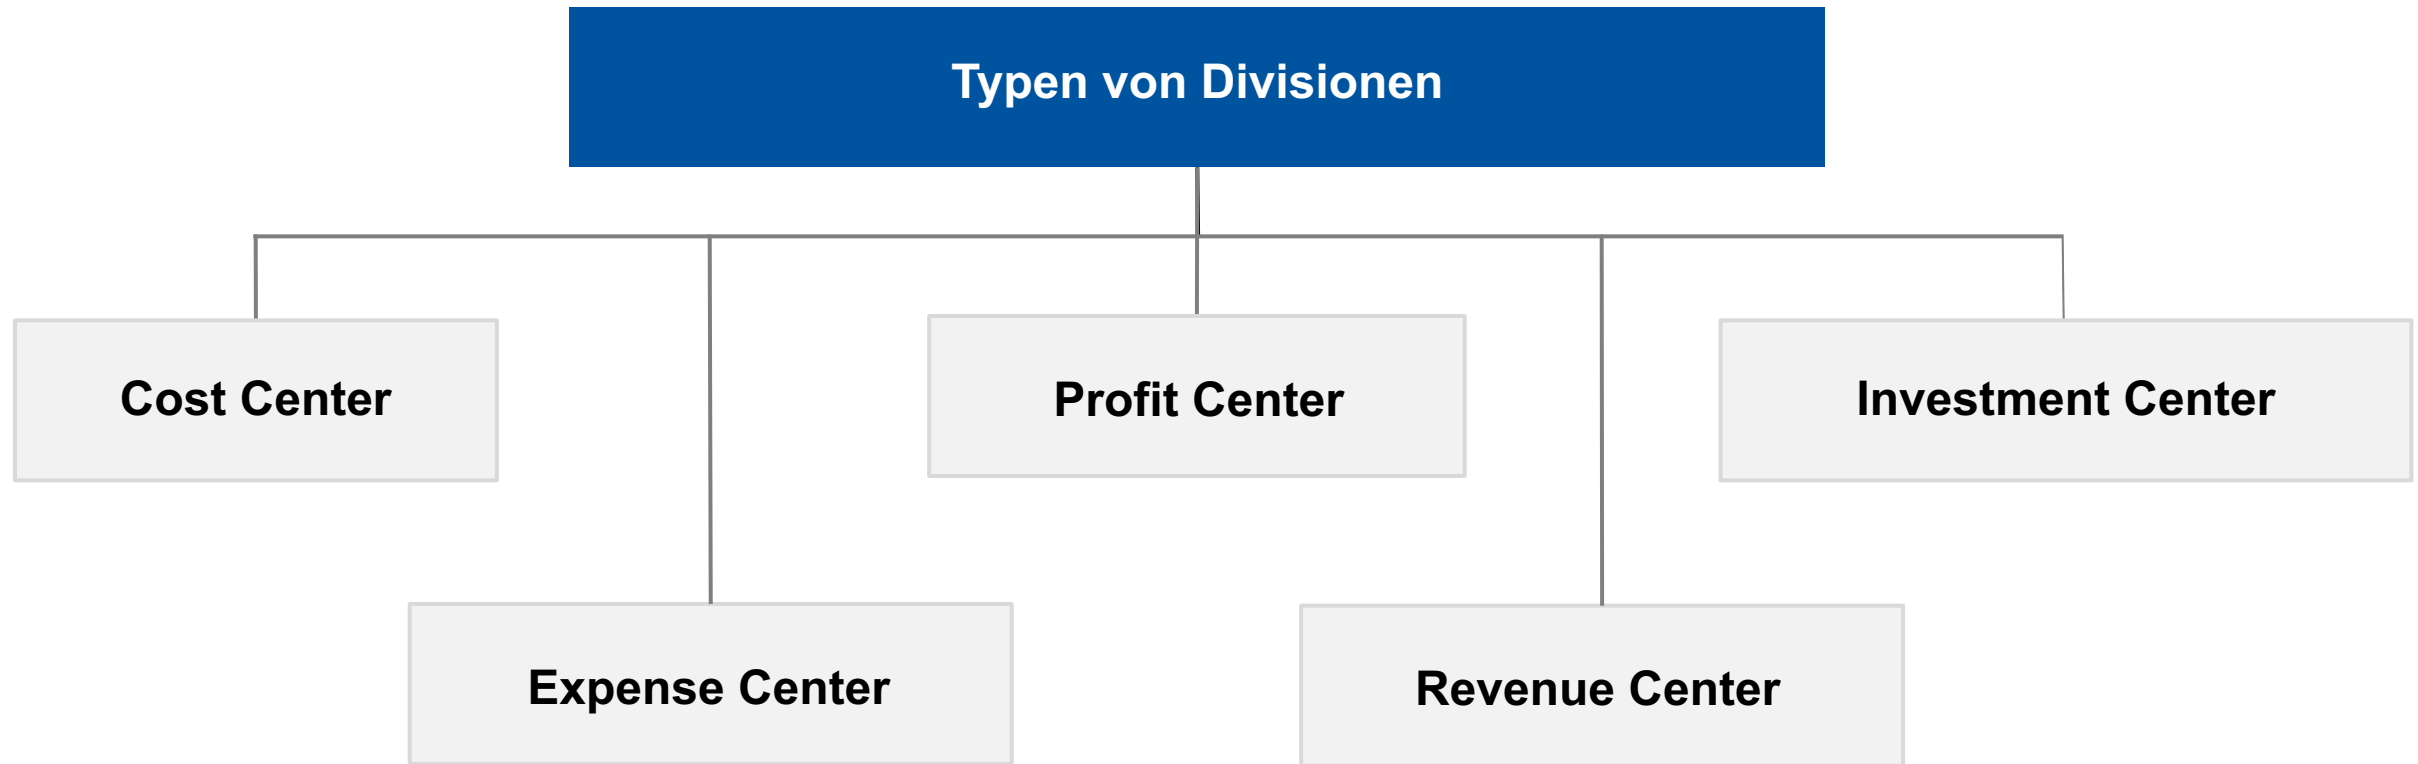 Typen von Divisionen
Cost Center
Profit Center
Investment Center
Expense Center
Revenue Center